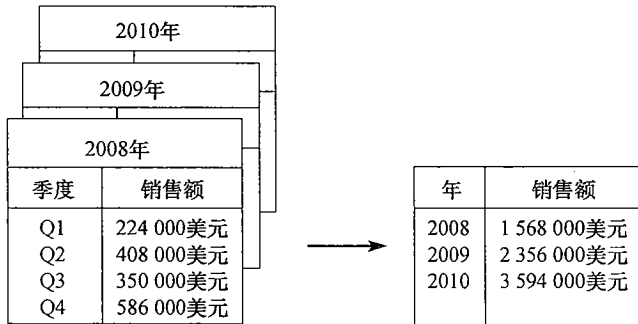 2010年
2009年
2008年
季度 销售额
Q1 224 000美元
Q2 408 000美元
Q3 350 000美元
Q4 586 000美元
年 销售额
2008 1 568 000美元
2009 2 356 000美元
2010 3 594 000美元